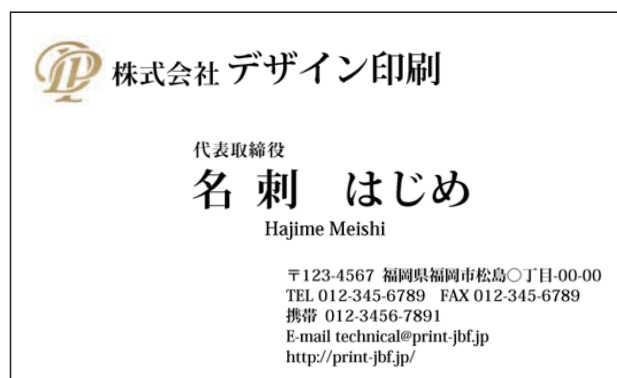 株式会社 デザイン印刷
代表取締役
名刺 はじめ
Hajime Meishi
〒123-4567 福岡県福岡市松島○丁目-00-00
TEL 012-345-6789 FAX 012-345-6789
携帯 012-3456-7891
E-mail technical@print-jbf.jp
http://print-jbf.jp/